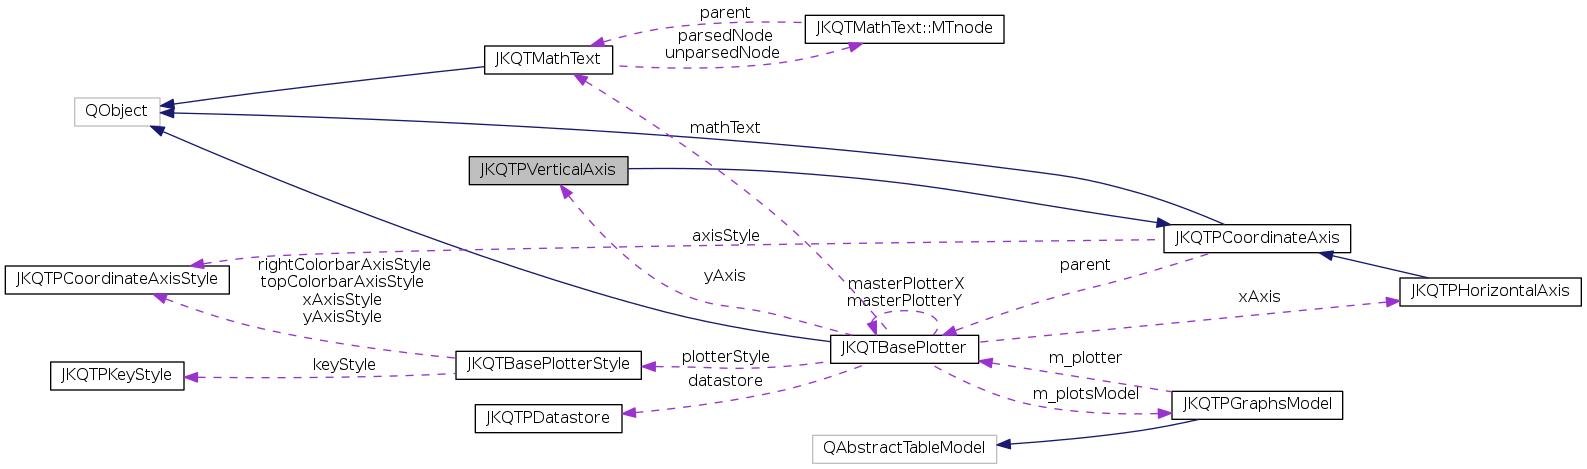 parent
JKQTMathText::MTnode
parsedNode
unparsedNode
JKQTMathText
QObject
mathText
JKQTPVerticalAxis
axisStyle
JKQTPCoordinateAxis
rightColorbarAxisStyle
topColorbarAxisStyle
xAxisStyle
yAxisStyle
JKQTPCoordinateAxisStyle
yAxis
parent
masterPlotterX
masterPlotterY
xAxis
JKQTPHorizontalAxis
JKQTBasePlotter
plotterStyle
JKQTBasePlotterStyle
keyStyle
JKQTPKeyStyle
datastore
m_plotter
m_plotsModel
JKQTPGraphsModel
JKQTPDatastore
QAbstractTableModel